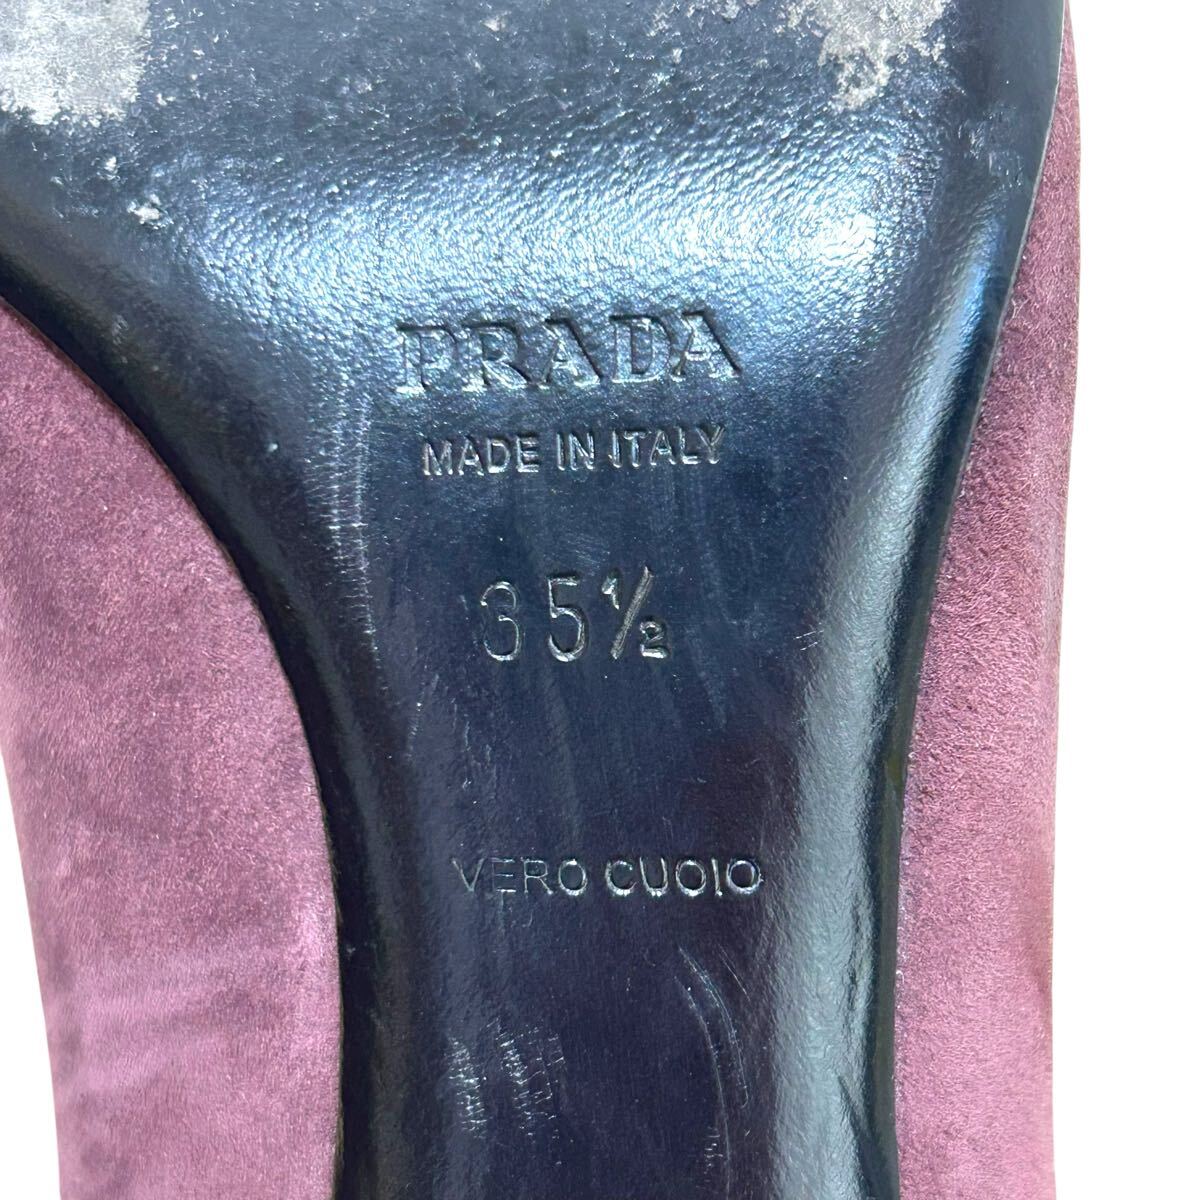 PRADA
MADE IN ITALY
35½
VERO CUOIO